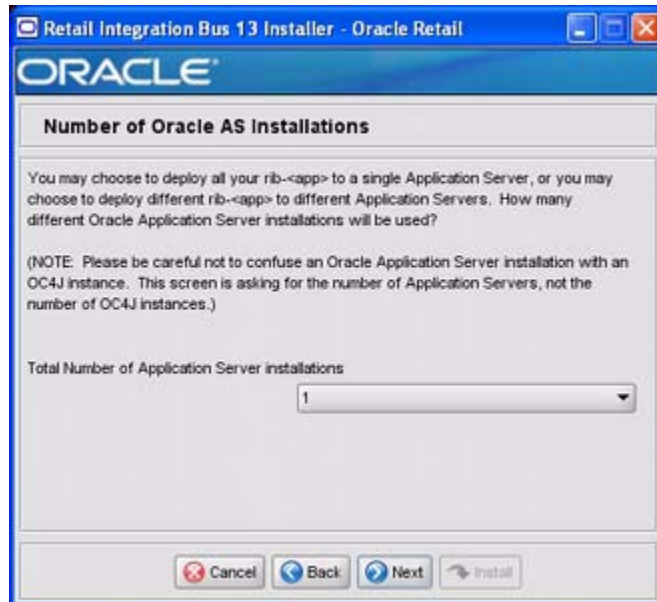 Retail Integration Bus 13 Installer - Oracle Retail
ORACLE
Number of Oracle AS Installations
You may choose to deploy all your rib-<app> to a single Application Server, or you may
choose to deploy different rib-<app> to different Application Servers. How many
different Oracle Application Server installations will be used?
(NOTE: Please be careful not to confuse an Oracle Application Server installation with an
OC4J instance. This screen is asking for the number of Application Servers, not the
number of OC4J instances.)
Total Number of Application Server installations
1
Cancel Back Next Install